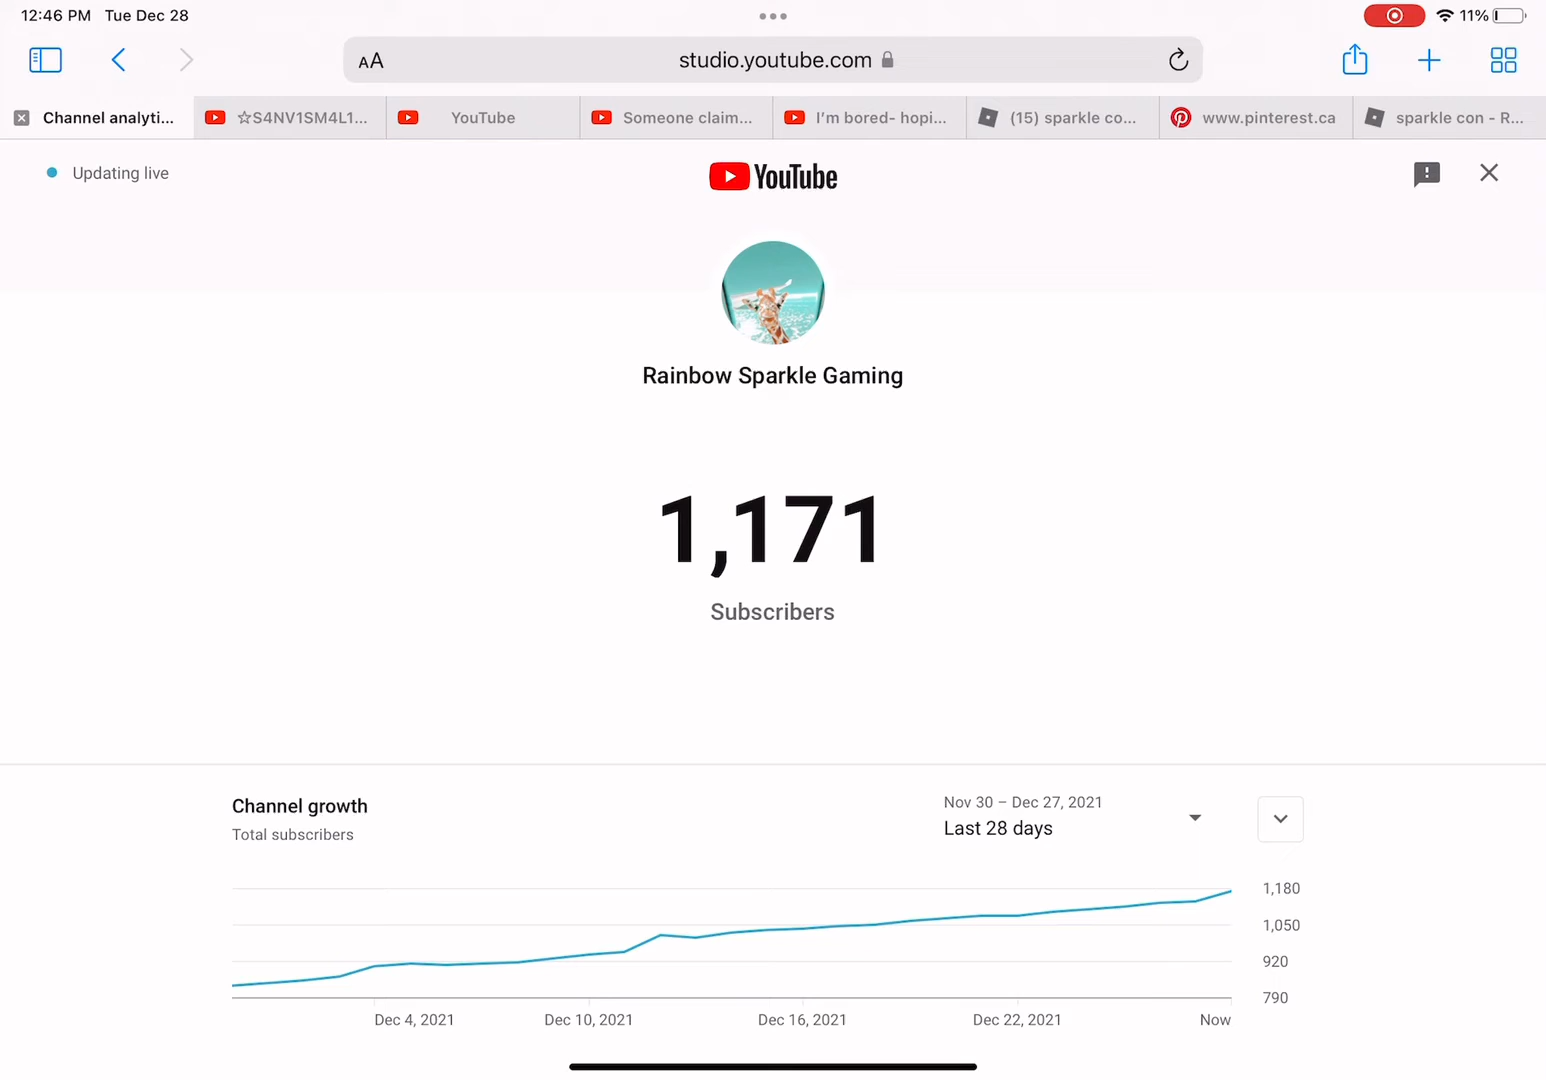 12:46 PM Tue Dec 28
11%
AA
studio.youtube.com
Channel analyti...
☆S4NV1SM4L1...
YouTube
Someone claim...
I'm bored- hopi...
(15) sparkle co...
www.pinterest.ca
sparkle con - R...
Updating live
YouTube
Rainbow Sparkle Gaming
1,171
Subscribers
Channel growth
Total subscribers
Nov 30 – Dec 27, 2021
Last 28 days
1,180
1,050
920
790
Dec 4, 2021
Dec 10, 2021
Dec 16, 2021
Dec 22, 2021
Now